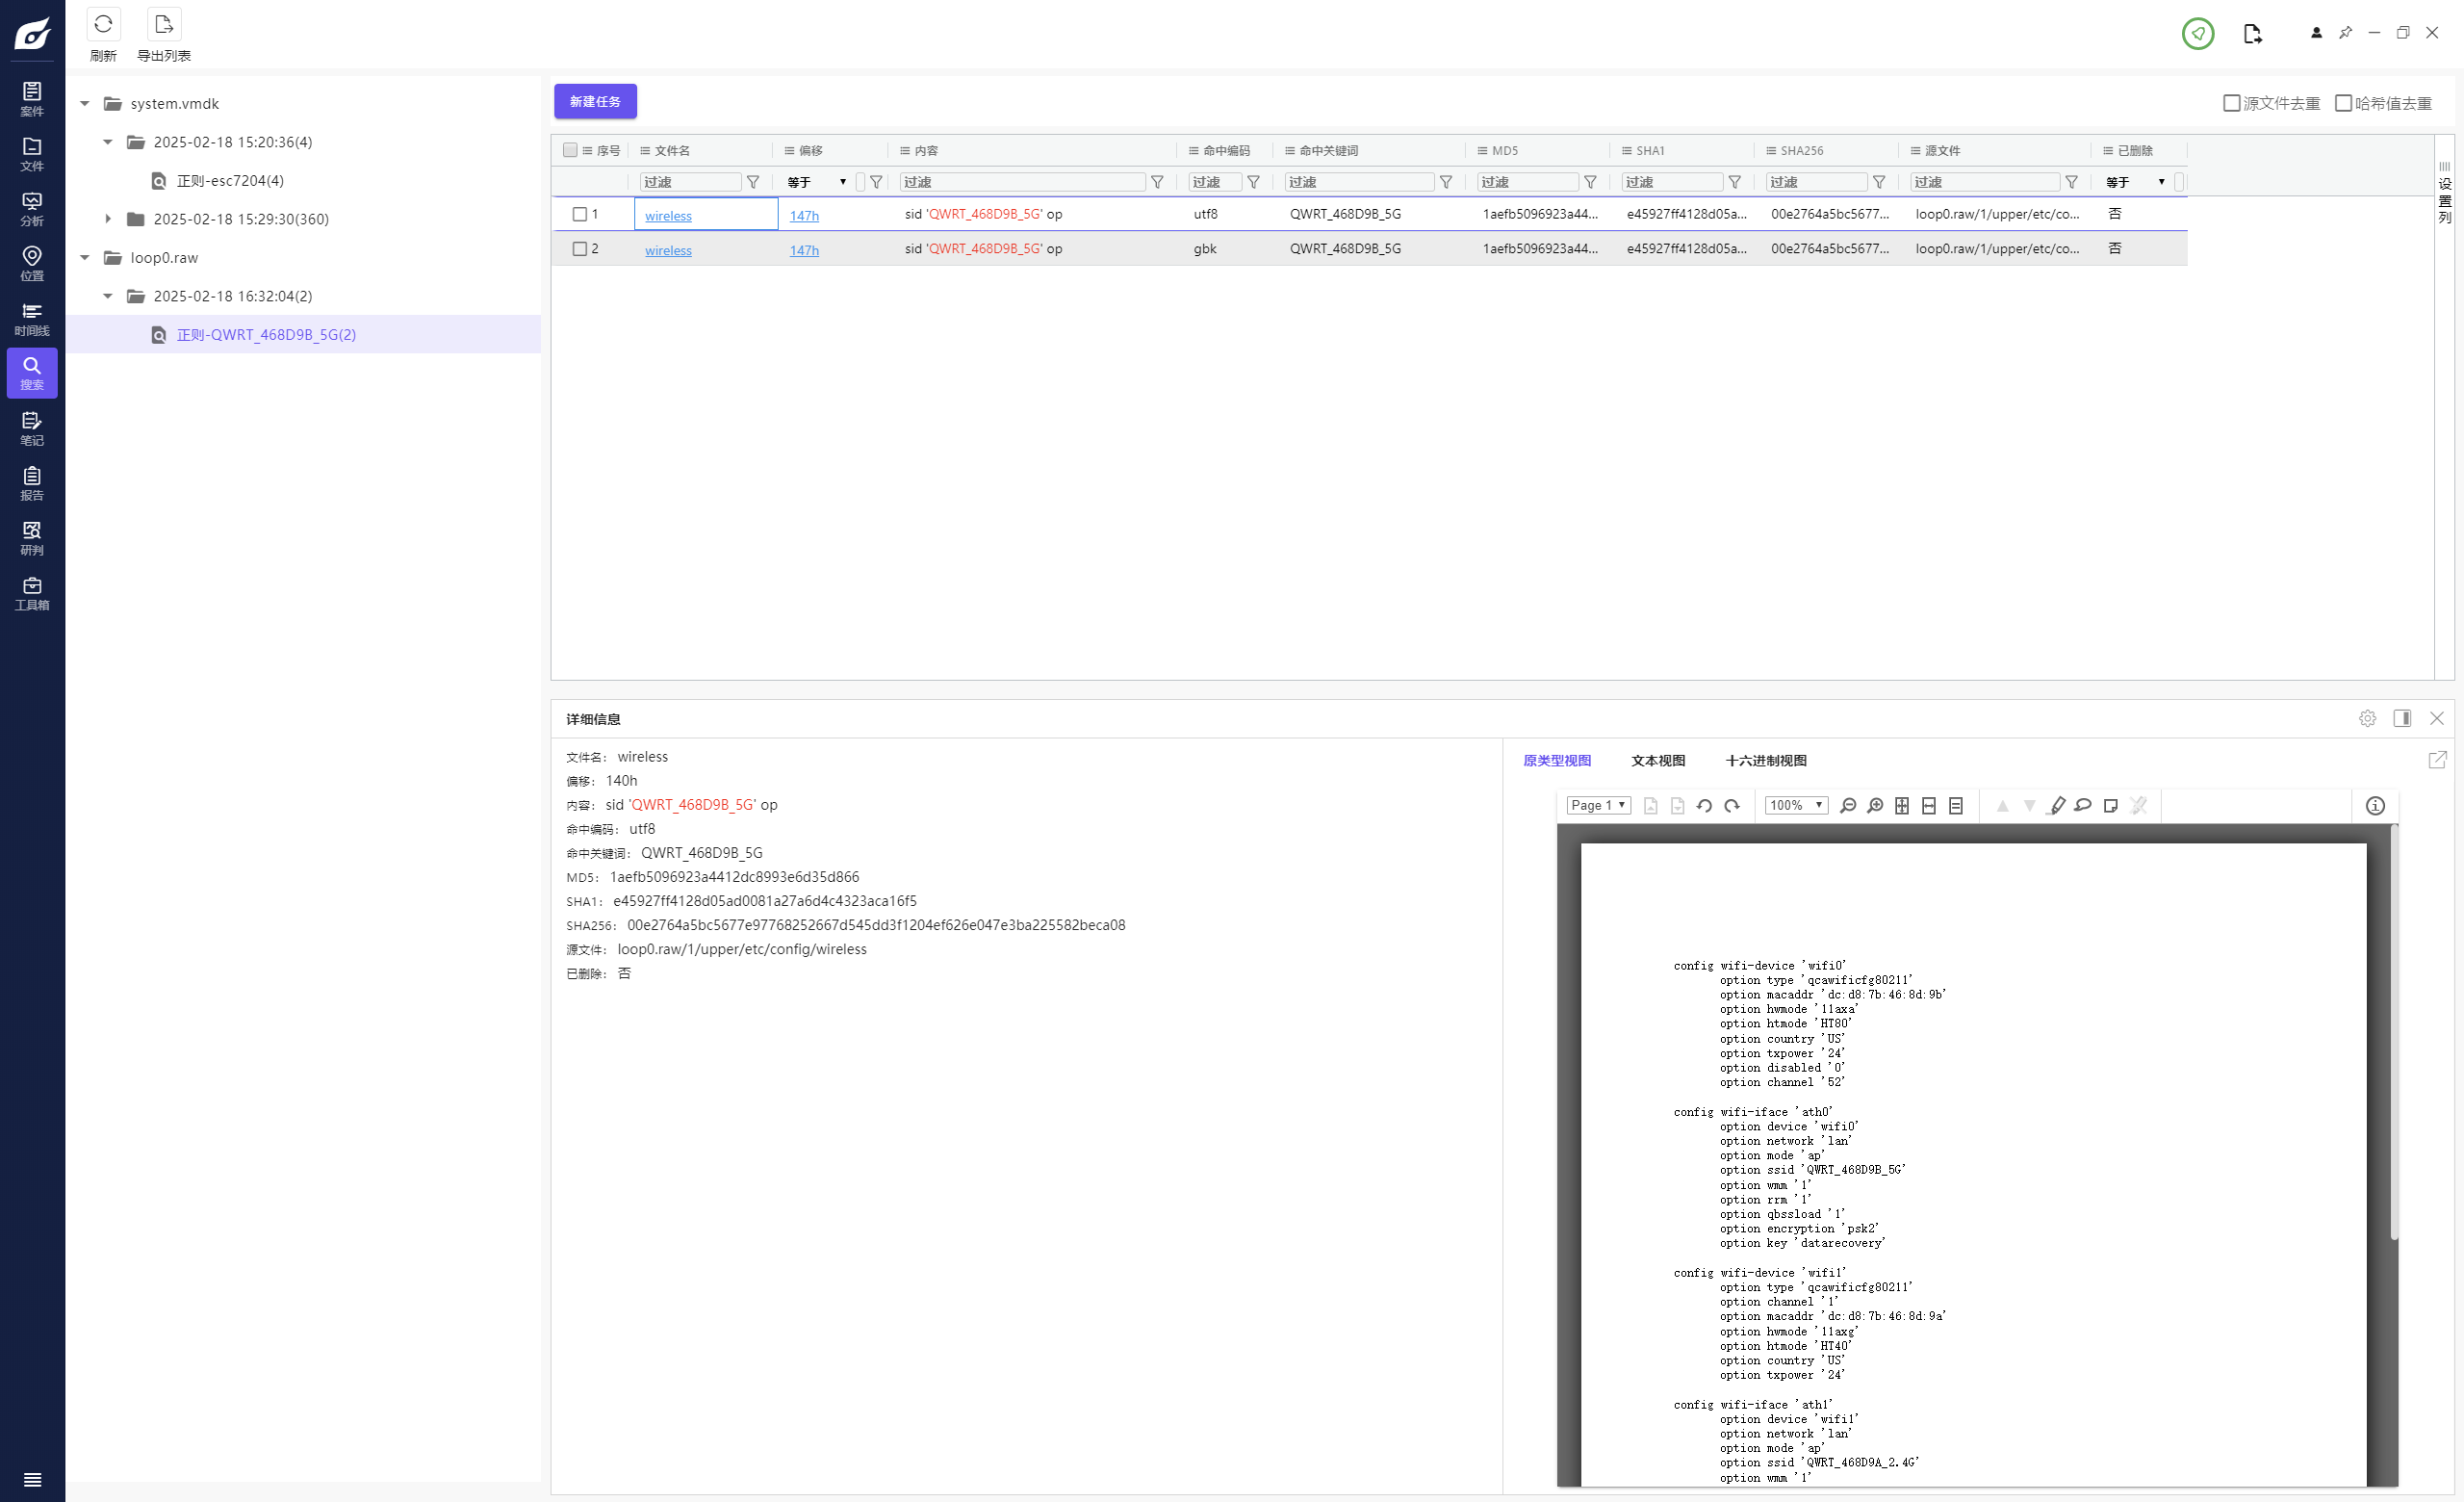 刷新
导出列表
案件
文件
分析
位置
时间线
搜索
笔记
报告
研判
工具箱
system.vmdk
2025-02-18 15:20:36(4)
正则-esc7204(4)
2025-02-18 15:29:30(360)
loop0.raw
2025-02-18 16:32:04(2)
正则-QWRT_468D9B_5G(2)
新建任务
源文件去重 哈希值去重
序号 文件名 偏移 内容 命中编码 命中关键词 MD5 SHA1 SHA256 源文件 已删除
过滤 等于 过滤 过滤 过滤 过滤 过滤 过滤 过滤 等于
1 wireless 147h sid 'QWRT_468D9B_5G' op utf8 QWRT_468D9B_5G 1aefb5096923a44... e45927ff4128d05a... 00e2764a5bc5677... loop0.raw/1/upper/etc/co... 否
2 wireless 147h sid 'QWRT_468D9B_5G' op gbk QWRT_468D9B_5G 1aefb5096923a44... e45927ff4128d05a... 00e2764a5bc5677... loop0.raw/1/upper/etc/co... 否
设置列
详细信息
文件名： wireless
偏移： 140h
内容： sid 'QWRT_468D9B_5G' op
命中编码： utf8
命中关键词： QWRT_468D9B_5G
MD5： 1aefb5096923a4412dc8993e6d35d866
SHA1： e45927ff4128d05ad0081a27a6d4c4323aca16f5
SHA256： 00e2764a5bc5677e97768252667d545dd3f1204ef626e047e3ba225582beca08
源文件： loop0.raw/1/upper/etc/config/wireless
已删除： 否
原类型视图 文本视图 十六进制视图
Page 1 100%
config wifi-device 'wifi0'
option type 'qcawificfg80211'
option macaddr 'dc:d8:7b:46:8d:9b'
option hwmode '11axa'
option htmode 'HT80'
option country 'US'
option txpower '24'
option disabled '0'
option channel '52'
config wifi-iface 'ath0'
option device 'wifi0'
option network 'lan'
option mode 'ap'
option ssid 'QWRT_468D9B_5G'
option wmm '1'
option rrm '1'
option qbssload '1'
option encryption 'psk2'
option key 'datarecovery'
config wifi-device 'wifi1'
option type 'qcawificfg80211'
option channel '1'
option macaddr 'dc:d8:7b:46:8d:9a'
option hwmode '11axg'
option htmode 'HT40'
option country 'US'
option txpower '24'
config wifi-iface 'ath1'
option device 'wifi1'
option network 'lan'
option mode 'ap'
option ssid 'QWRT_468D9A_2.4G'
option wmm '1'